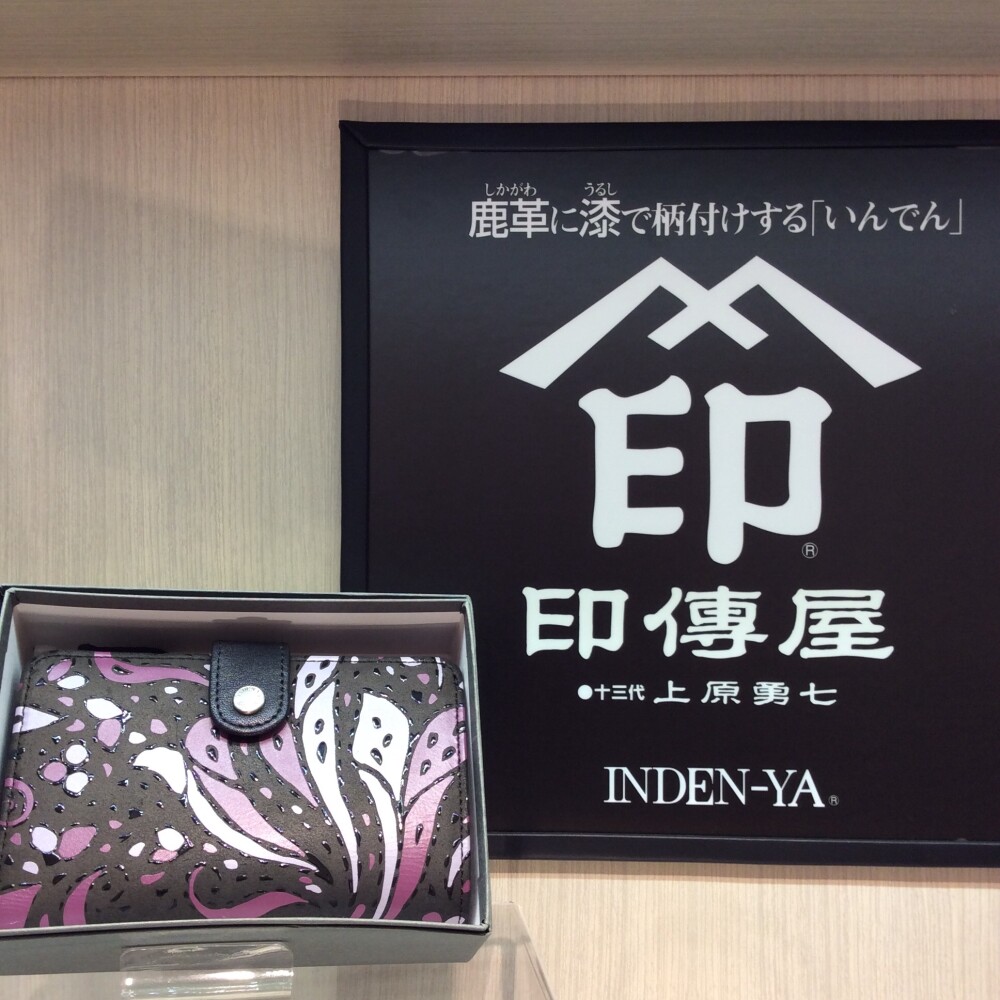 鹿革に漆で柄付けする「いんでん」
しかがわ うるし
印
®
印傳屋
●十三代 上原勇七
INDEN-YA®